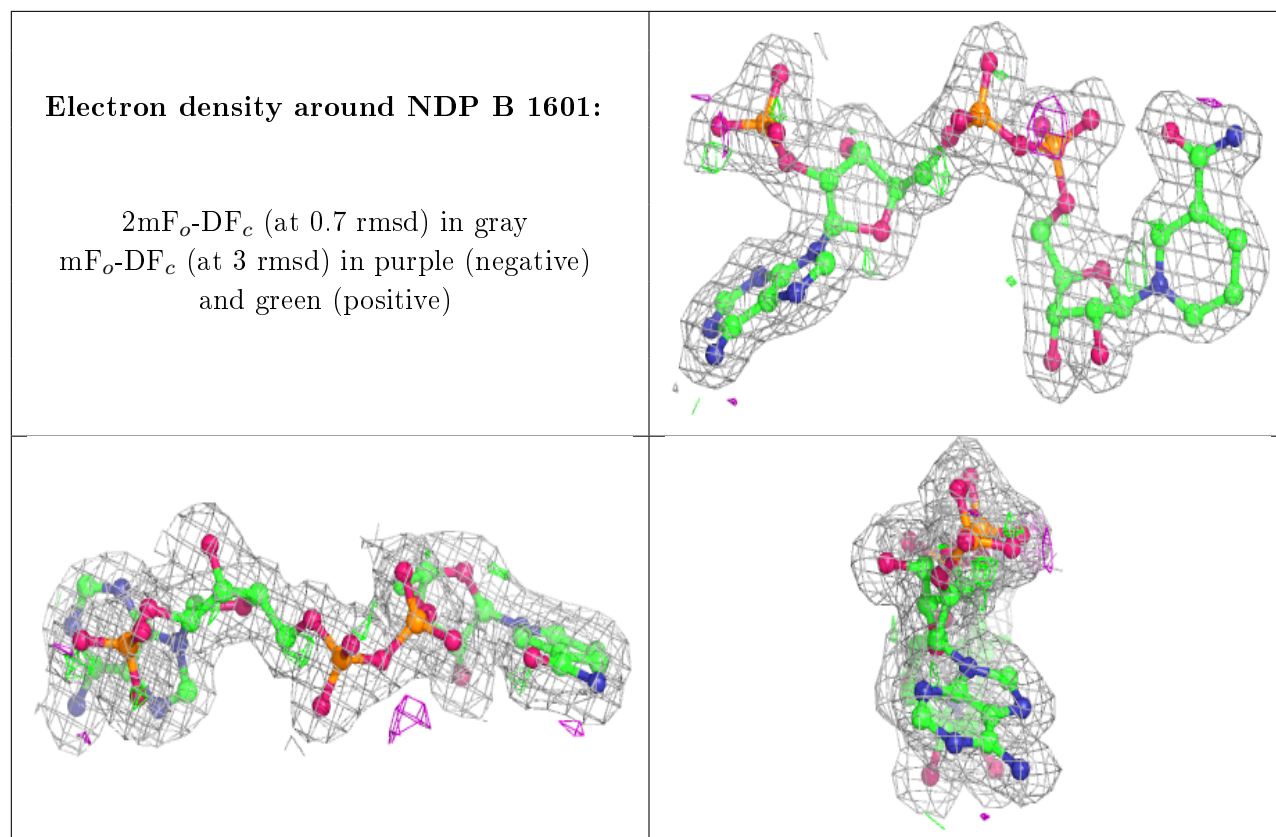 Electron density around NDP B 1601:
2mFₒ-DF𝒸 (at 0.7 rmsd) in gray
mFₒ-DF𝒸 (at 3 rmsd) in purple (negative)
and green (positive)